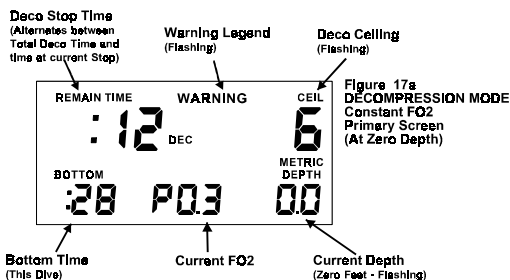 Deco Stop Time
(Alternates between
Total Deco Time and
time at current Stop)
Warning Legend
(Flashing)
Deco Ceiling
(Flashing)
REMAIN TIME
WARNING
CEIL
:12
DEC
6
METRIC
DEPTH
BOTTOM
:28
P0.3
0.0
Figure 17a
DECOMPRESSION MODE
Constant FO2
Primary Screen
(At Zero Depth)
Bottom Time
(This Dive)
Current FO2
Current Depth
(Zero Feet - Flashing)